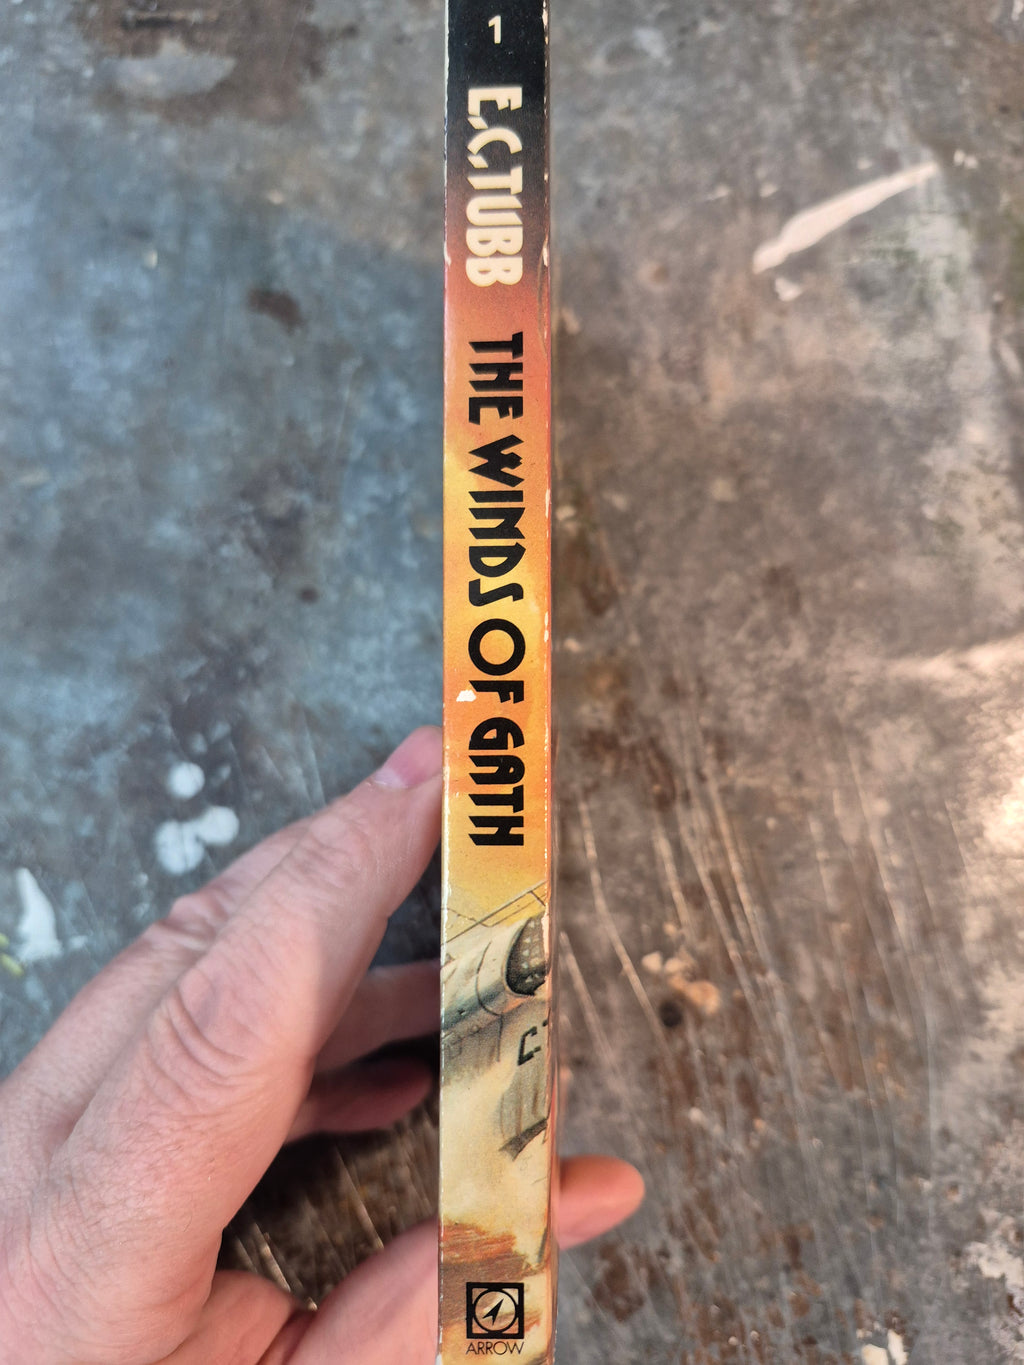 1
E.C.TUBB
THE WINDS OF GATH
ARROW